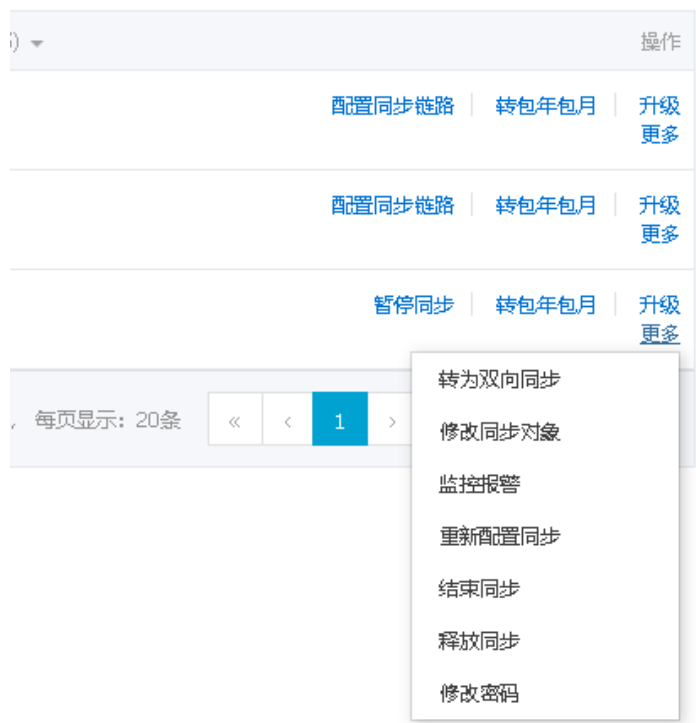 操作
配置同步链路 转包年包月 升级
更多
配置同步链路 转包年包月 升级
更多
暂停同步 转包年包月 升级
更多
转为双向同步
,每页显示：20条 « ‹ 1 ›
修改同步对象
监控报警
重新配置同步
结束同步
释放同步
修改密码